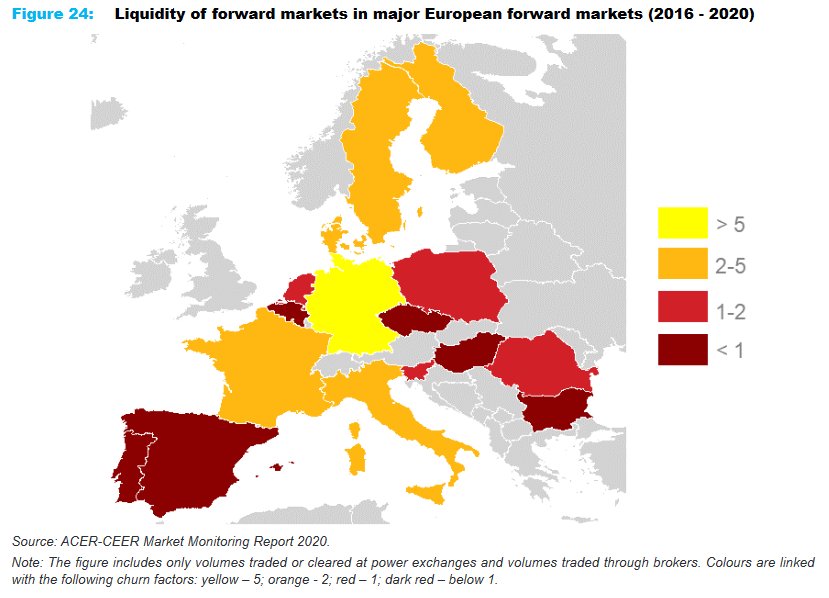 Figure 24: Liquidity of forward markets in major European forward markets (2016 - 2020)
> 5
2-5
1-2
< 1
Source: ACER-CEER Market Monitoring Report 2020.
Note: The figure includes only volumes traded or cleared at power exchanges and volumes traded through brokers. Colours are linked
with the following churn factors: yellow – 5; orange - 2; red – 1; dark red – below 1.